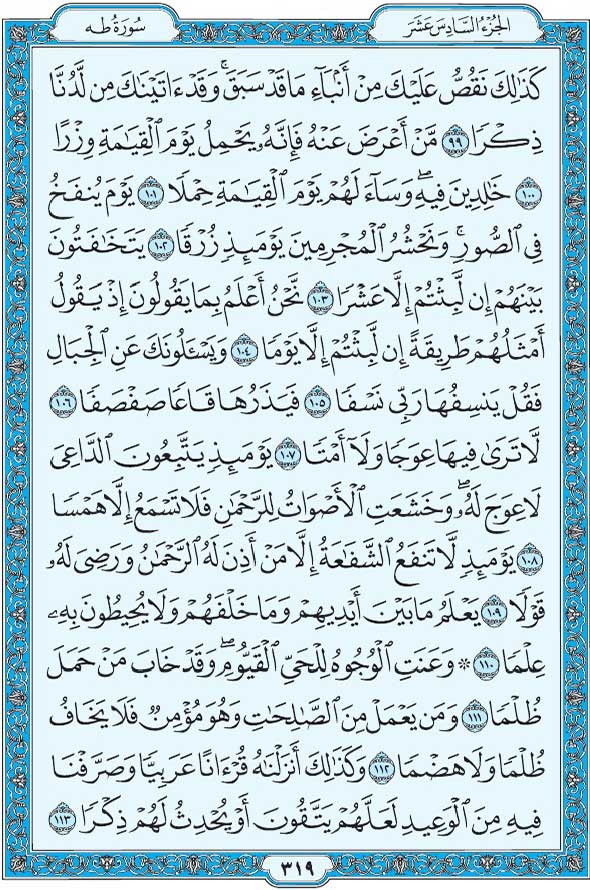 الجزء السادس عشر
سورة طه
كَذَٰلِكَ نَقُصُّ عَلَيْكَ مِنْ أَنۢبَآءِ مَا قَدْ سَبَقَ ۚ وَقَدْ ءَاتَيْنَٰكَ مِن لَّدُنَّا
ذِكْرًا ٩٩ مَّنْ أَعْرَضَ عَنْهُ فَإِنَّهُۥ يَحْمِلُ يَوْمَ ٱلْقِيَٰمَةِ وِزْرًا
١٠٠ خَٰلِدِينَ فِيهِ ۖ وَسَآءَ لَهُمْ يَوْمَ ٱلْقِيَٰمَةِ حِمْلًا ١٠١ يَوْمَ يُنفَخُ
فِى ٱلصُّورِ ۚ وَنَحْشُرُ ٱلْمُجْرِمِينَ يَوْمَئِذٍ زُرْقًا ١٠٢ يَتَخَٰفَتُونَ
بَيْنَهُمْ إِن لَّبِثْتُمْ إِلَّا عَشْرًا ١٠٣ نَّحْنُ أَعْلَمُ بِمَا يَقُولُونَ إِذْ يَقُولُ
أَمْثَلُهُمْ طَرِيقَةً إِن لَّبِثْتُمْ إِلَّا يَوْمًا ١٠٤ وَيَسْـَٔلُونَكَ عَنِ ٱلْجِبَالِ
فَقُلْ يَنسِفُهَا رَبِّى نَسْفًا ١٠٥ فَيَذَرُهَا قَاعًا صَفْصَفًا ١٠٦
لَّا تَرَىٰ فِيهَا عِوَجًا وَلَآ أَمْتًا ١٠٧ يَوْمَئِذٍ يَتَّبِعُونَ ٱلدَّاعِىَ
لَا عِوَجَ لَهُۥ ۖ وَخَشَعَتِ ٱلْأَصْوَاتُ لِلرَّحْمَٰنِ فَلَا تَسْمَعُ إِلَّا هَمْسًا
١٠٨ يَوْمَئِذٍ لَّا تَنفَعُ ٱلشَّفَٰعَةُ إِلَّا مَنْ أَذِنَ لَهُ ٱلرَّحْمَٰنُ وَرَضِىَ لَهُۥ
قَوْلًا ١٠٩ يَعْلَمُ مَا بَيْنَ أَيْدِيهِمْ وَمَا خَلْفَهُمْ وَلَا يُحِيطُونَ بِهِۦ
عِلْمًا ١١٠ ۞ وَعَنَتِ ٱلْوُجُوهُ لِلْحَىِّ ٱلْقَيُّومِ ۖ وَقَدْ خَابَ مَنْ حَمَلَ
ظُلْمًا ١١١ وَمَن يَعْمَلْ مِنَ ٱلصَّٰلِحَٰتِ وَهُوَ مُؤْمِنٌ فَلَا يَخَافُ
ظُلْمًا وَلَا هَضْمًا ١١٢ وَكَذَٰلِكَ أَنزَلْنَٰهُ قُرْءَانًا عَرَبِيًّا وَصَرَّفْنَا
فِيهِ مِنَ ٱلْوَعِيدِ لَعَلَّهُمْ يَتَّقُونَ أَوْ يُحْدِثُ لَهُمْ ذِكْرًا ١١٣
٣١٩